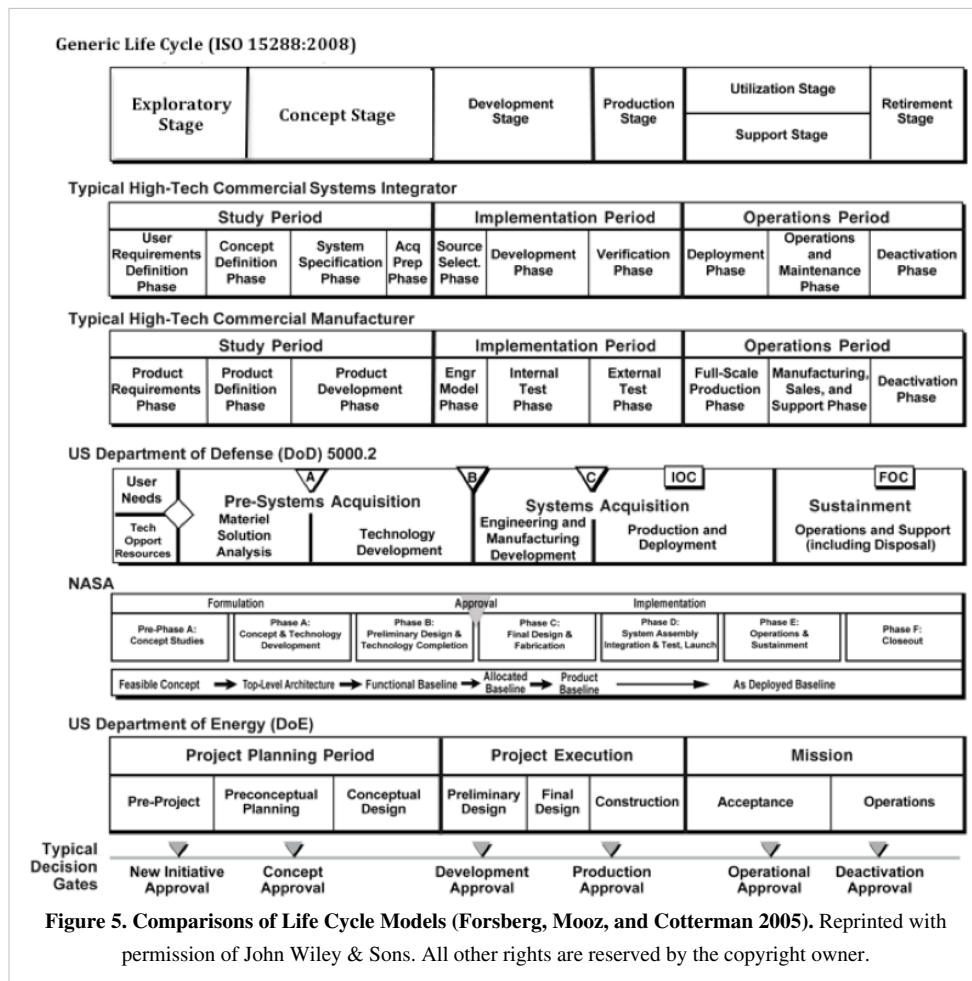 Generic Life Cycle (ISO 15288:2008)
Exploratory
Stage
Concept Stage
Development
Stage
Production
Stage
Utilization Stage
Support Stage
Retirement
Stage
Typical High-Tech Commercial Systems Integrator
Study Period
Implementation Period
Operations Period
User
Requirements
Definition
Phase
Concept
Definition
Phase
System
Specification
Phase
Acq
Prep
Phase
Source
Select.
Phase
Development
Phase
Verification
Phase
Deployment
Phase
Operations
and
Maintenance
Phase
Deactivation
Phase
Typical High-Tech Commercial Manufacturer
Study Period
Implementation Period
Operations Period
Product
Requirements
Phase
Product
Definition
Phase
Product
Development
Phase
Engr
Model
Phase
Internal
Test
Phase
External
Test
Phase
Full-Scale
Production
Phase
Manufacturing,
Sales, and
Support Phase
Deactivation
Phase
US Department of Defense (DoD) 5000.2
User
Needs
Tech
Opport
Resources
A
B
C
IOC
FOC
Pre-Systems Acquisition
Materiel
Solution
Analysis
Technology
Development
Systems Acquisition
Engineering and
Manufacturing
Development
Production and
Deployment
Sustainment
Operations and Support
(including Disposal)
NASA
Formulation
Approval
Implementation
Pre-Phase A:
Concept Studies
Phase A:
Concept & Technology
Development
Phase B:
Preliminary Design &
Technology Completion
Phase C:
Final Design &
Fabrication
Phase D:
System Assembly
Integration & Test, Launch
Phase E:
Operations &
Sustainment
Phase F:
Closeout
Feasible Concept
Top-Level Architecture
Functional Baseline
Allocated
Baseline
Product
Baseline
As Deployed Baseline
US Department of Energy (DoE)
Project Planning Period
Project Execution
Mission
Pre-Project
Preconceptual
Planning
Conceptual
Design
Preliminary
Design
Final
Design
Construction
Acceptance
Operations
Typical
Decision
Gates
New Initiative
Approval
Concept
Approval
Development
Approval
Production
Approval
Operational
Approval
Deactivation
Approval
Figure 5. Comparisons of Life Cycle Models (Forsberg, Mooz, and Cotterman 2005). Reprinted with
permission of John Wiley & Sons. All other rights are reserved by the copyright owner.